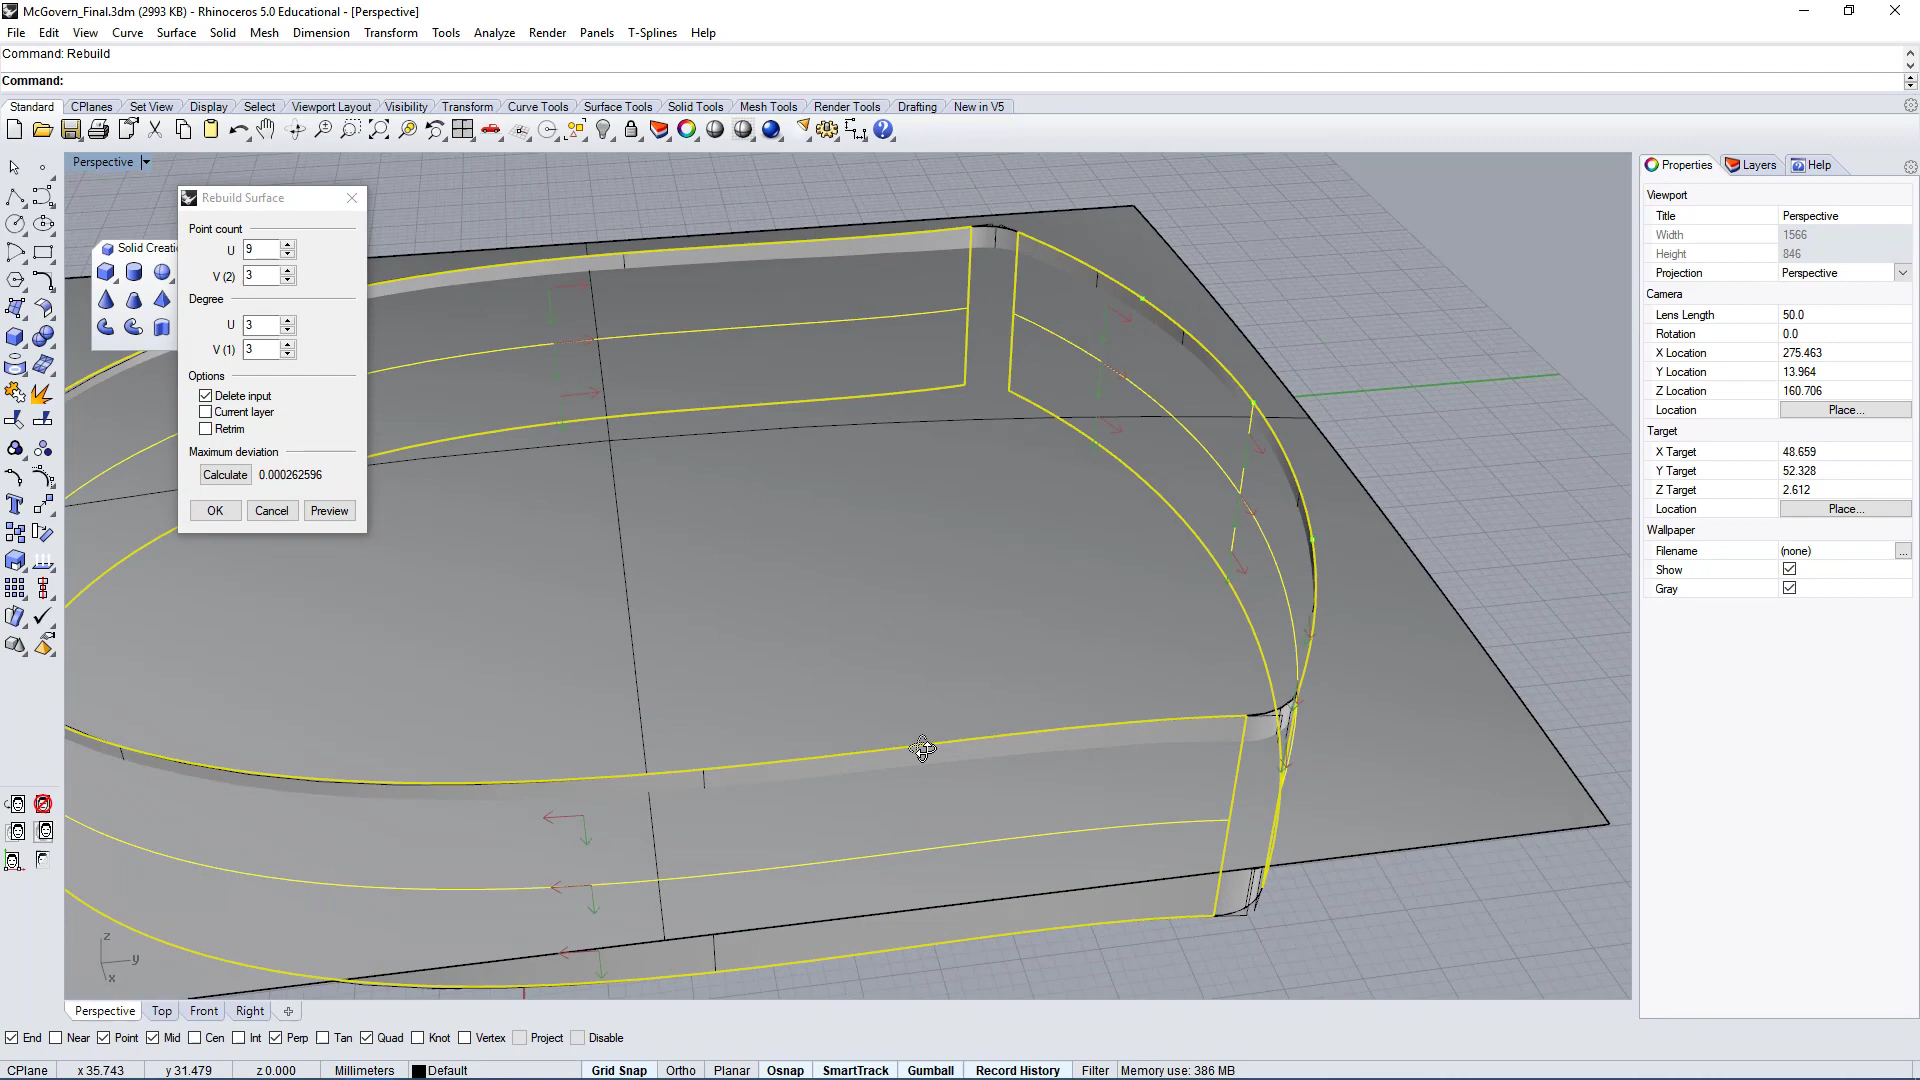 McGovern_Final.3dm (2993 KB) - Rhinoceros 5.0 Educational - [Perspective]
File Edit View Curve Surface Solid Mesh Dimension Transform Tools Analyze Render Panels T-Splines Help
Command: Rebuild
Command:
Standard CPlanes Set View Display Select Viewport Layout Visibility Transform Curve Tools Surface Tools Solid Tools Mesh Tools Render Tools Drafting New in V5
Perspective
Rebuild Surface
Point count
U 9
V (2) 3
Degree
U 3
V (1) 3
Options
Delete input
Current layer
Retrim
Maximum deviation
Calculate 0.000262596
OK Cancel Preview
Solid Creati
Properties Layers Help
Viewport
Title Perspective
Width 1566
Height 846
Projection Perspective
Camera
Lens Length 50.0
Rotation 0.0
X Location 275.463
Y Location 13.964
Z Location 160.706
Location Place...
Target
X Target 48.659
Y Target 52.328
Z Target 2.612
Location Place...
Wallpaper
Filename (none) ...
Show
Gray
z
y
x
Perspective Top Front Right
End Near Point Mid Cen Int Perp Tan Quad Knot Vertex Project Disable
CPlane x 35.743 y 31.479 z 0.000 Millimeters Default Grid Snap Ortho Planar Osnap SmartTrack Gumball Record History Filter Memory use: 386 MB